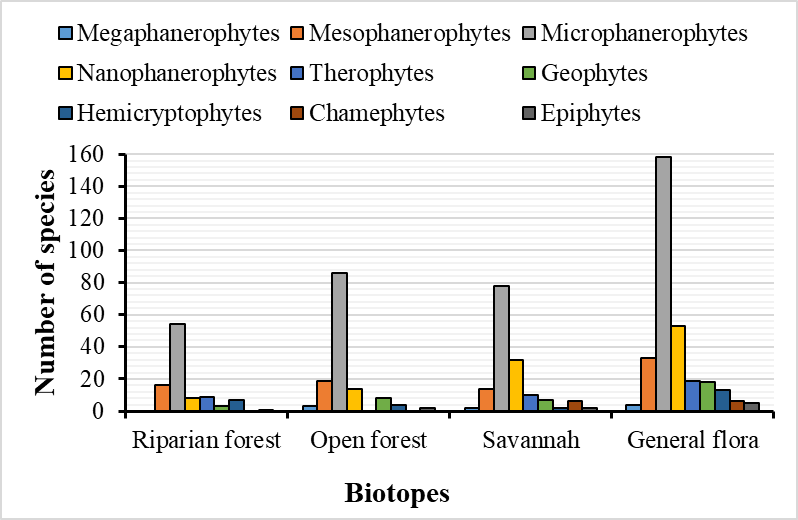 Megaphanerophytes Mesophanerophytes Microphanerophytes
Nanophanerophytes Therophytes Geophytes
Hemicryptophytes Chamephytes Epiphytes
Number of species
160
140
120
100
80
60
40
20
0
Riparian forest Open forest Savannah General flora
Biotopes